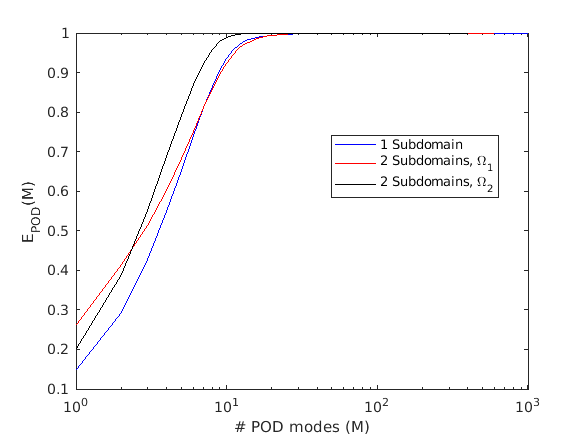 1
0.9
0.8
0.7
0.6
0.5
0.4
0.3
0.2
0.1
E_POD(M)
1 Subdomain
2 Subdomains, Ω_1
2 Subdomains, Ω_2
10^0
10^1
10^2
10^3
# POD modes (M)